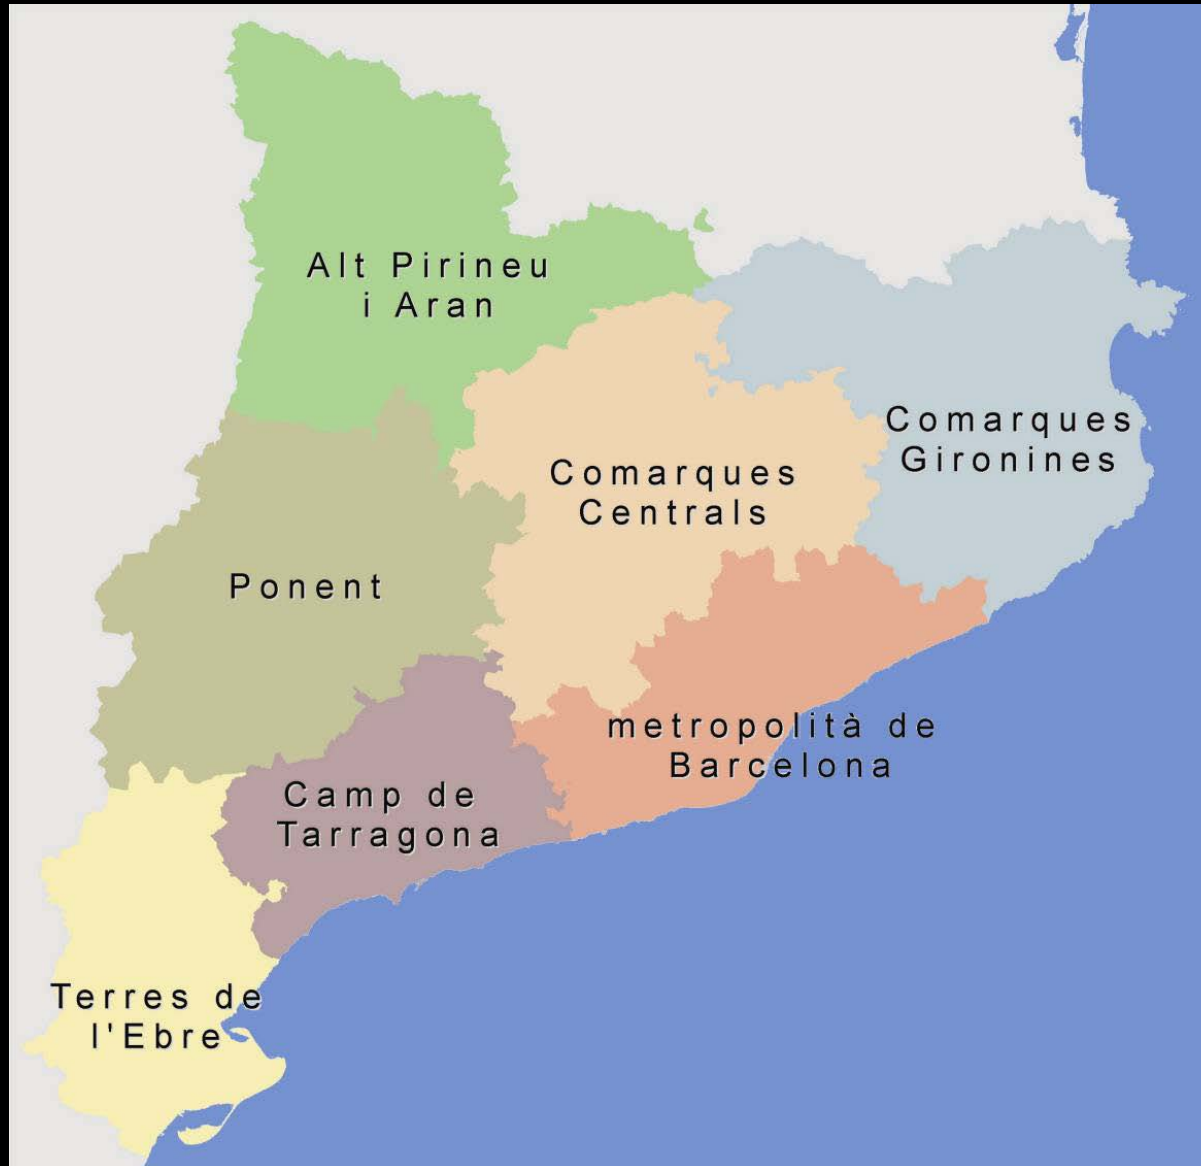 Alt Pirineu
i Aran
Comarques
Gironines
Comarques
Centrals
Ponent
metropolità de
Barcelona
Camp de
Tarragona
Terres de
l'Ebre